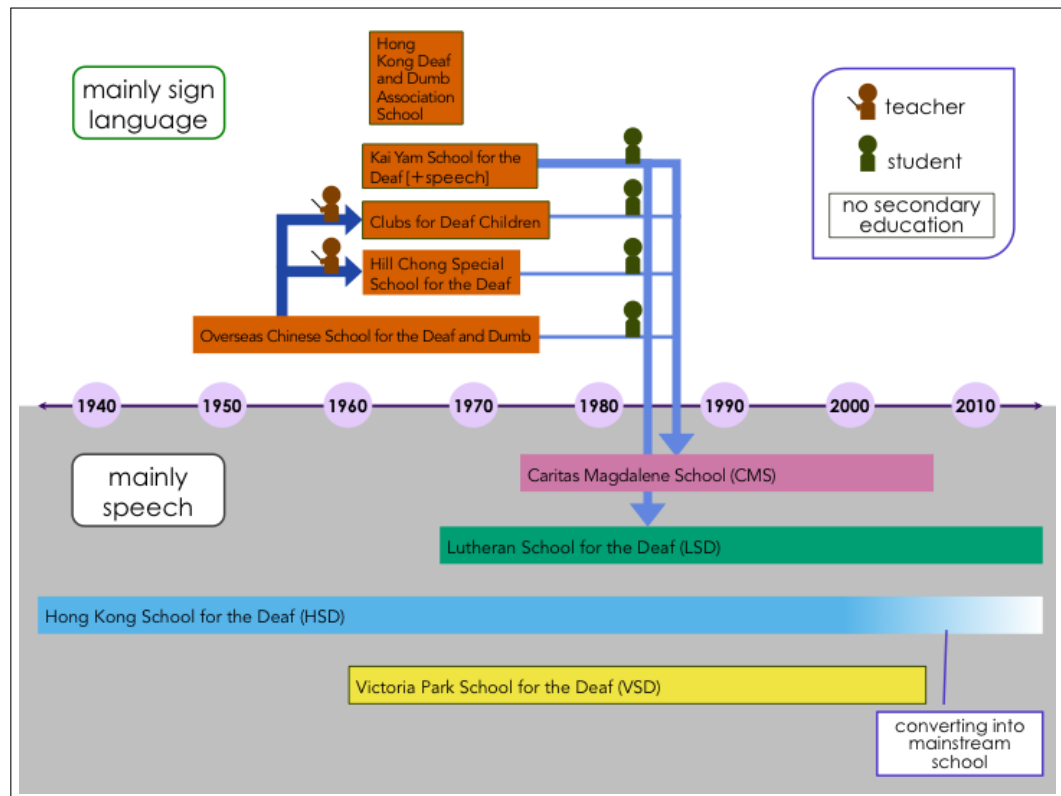 mainly sign
language
Hong
Kong Deaf
and Dumb
Association
School
teacher
student
no secondary
education
Kai Yam School for the
Deaf [+speech]
Clubs for Deaf Children
Hill Chong Special
School for the Deaf
Overseas Chinese School for the Deaf and Dumb
1940 1950 1960 1970 1980 1990 2000 2010
mainly
speech
Caritas Magdalene School (CMS)
Lutheran School for the Deaf (LSD)
Hong Kong School for the Deaf (HSD)
Victoria Park School for the Deaf (VSD)
converting into
mainstream
school